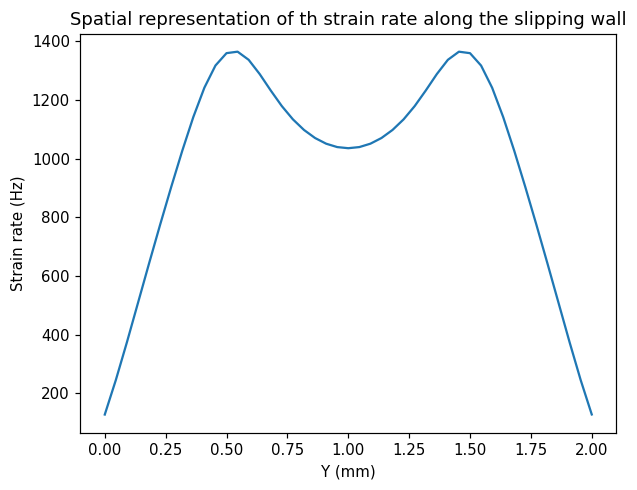 Spatial representation of th strain rate along the slipping wall
1400
1200
1000
800
600
400
200
Strain rate (Hz)
0.00 0.25 0.50 0.75 1.00 1.25 1.50 1.75 2.00
Y (mm)